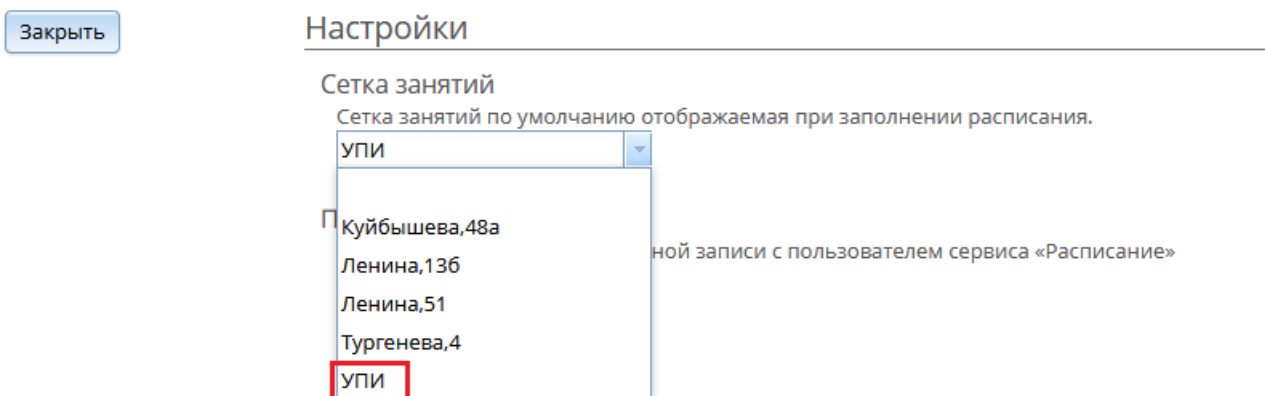 Закрыть
Настройки
Сетка занятий
Сетка занятий по умолчанию отображаемая при заполнении расписания.
УПИ
П
Куйбышева,48а
ной записи с пользователем сервиса «Расписание»
Ленина,13б
Ленина,51
Тургенева,4
УПИ